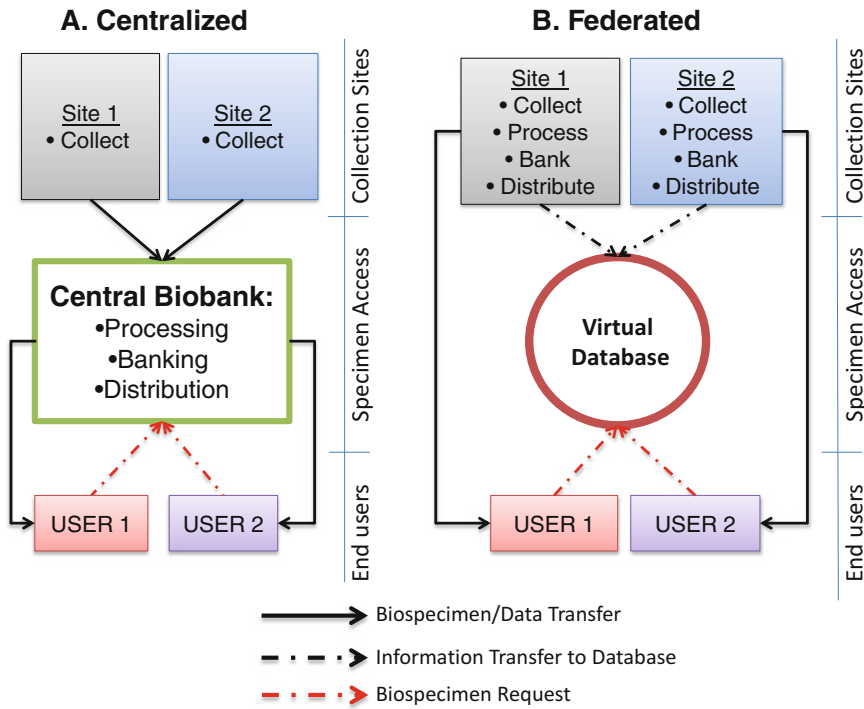 A. Centralized
Site 1
• Collect
Site 2
• Collect
Central Biobank:
•Processing
•Banking
•Distribution
USER 1
USER 2
Collection Sites
Specimen Access
End users
B. Federated
Site 1
• Collect
• Process
• Bank
• Distribute
Site 2
• Collect
• Process
• Bank
• Distribute
Virtual
Database
USER 1
USER 2
Collection Sites
Specimen Access
End users
Biospecimen/Data Transfer
Information Transfer to Database
Biospecimen Request